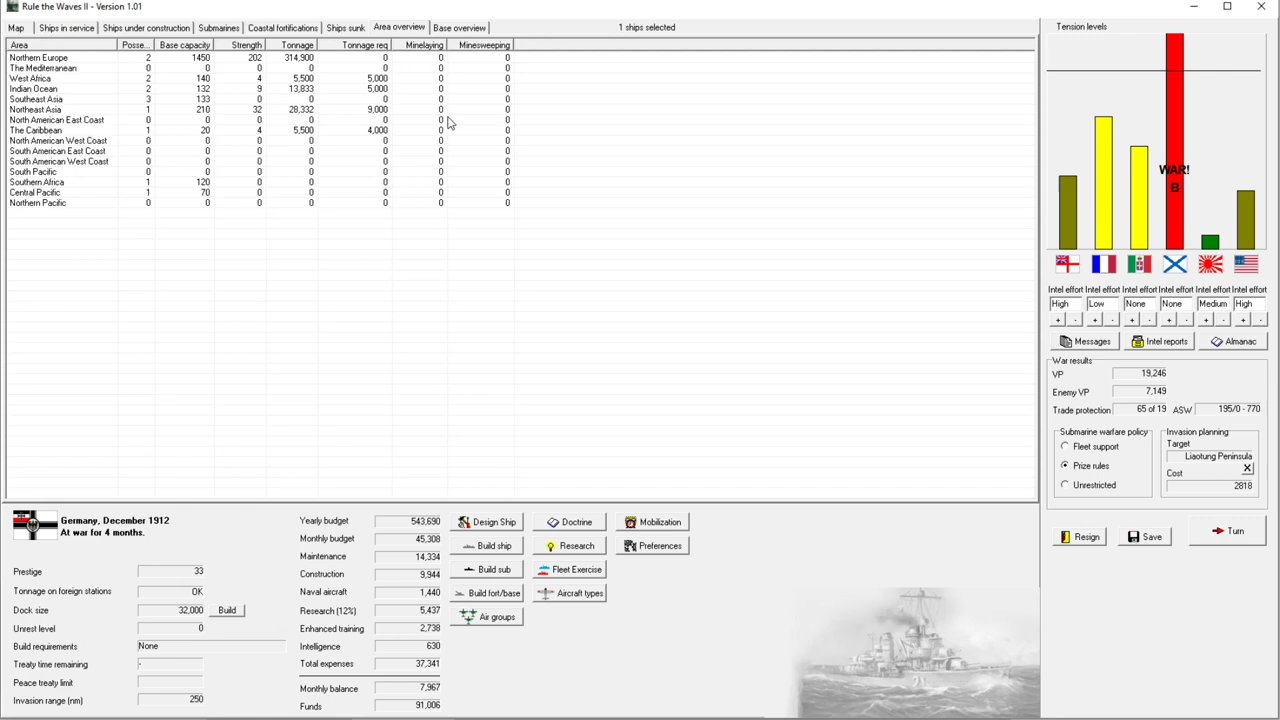 Rule the Waves II - Version 1.01
Map Ships in service Ships under construction Submarines Coastal fortifications Ships sunk Area overview Base overview 1 ships selected
Area Posse... Base capacity Strength Tonnage Tonnage req Minelaying Minesweeping
Northern Europe 2 1450 202 314,900 0 0 0
The Mediterranean 0 0 0 0 0 0 0
West Africa 2 140 4 5,500 5,000 0 0
Indian Ocean 2 132 9 13,833 5,000 0 0
Southeast Asia 3 133 0 0 0 0 0
Northeast Asia 1 210 32 28,332 9,000 0 0
North American East Coast 0 0 0 0 0 0 0
The Caribbean 1 20 4 5,500 4,000 0 0
North American West Coast 0 0 0 0 0 0 0
South American East Coast 0 0 0 0 0 0 0
South American West Coast 0 0 0 0 0 0 0
South Pacific 0 0 0 0 0 0 0
Southern Africa 1 120 0 0 0 0 0
Central Pacific 1 70 0 0 0 0 0
Northern Pacific 0 0 0 0 0 0 0
Tension levels
WAR!
B
Intel effort Intel effort Intel effort Intel effort Intel effort Intel effort
High Low None None Medium High
+ - + - + - + - + - + -
Messages Intel reports Almanac
War results
VP 19,246
Enemy VP 7,149
Trade protection 65 of 19 ASW 195/0 - 770
Submarine warfare policy
Fleet support
Prize rules
Unrestricted
Invasion planning
Target
Liaotung Peninsula
Cost X
2818
Resign Save Turn
Germany, December 1912
At war for 4 months.
Prestige 33
Tonnage on foreign stations OK
Dock size 32,000 Build
Unrest level 0
Build requirements None
Treaty time remaining -
Peace treaty limit
Invasion range (nm) 250
Yearly budget 543,690
Monthly budget 45,308
Maintenance 14,334
Construction 9,944
Naval aircraft 1,440
Research (12%) 5,437
Enhanced training 2,738
Intelligence 630
Total expenses 37,341
Monthly balance 7,967
Funds 91,006
Design Ship Doctrine Mobilization
Build ship Research Preferences
Build sub Fleet Exercise
Build fort/base Aircraft types
Air groups